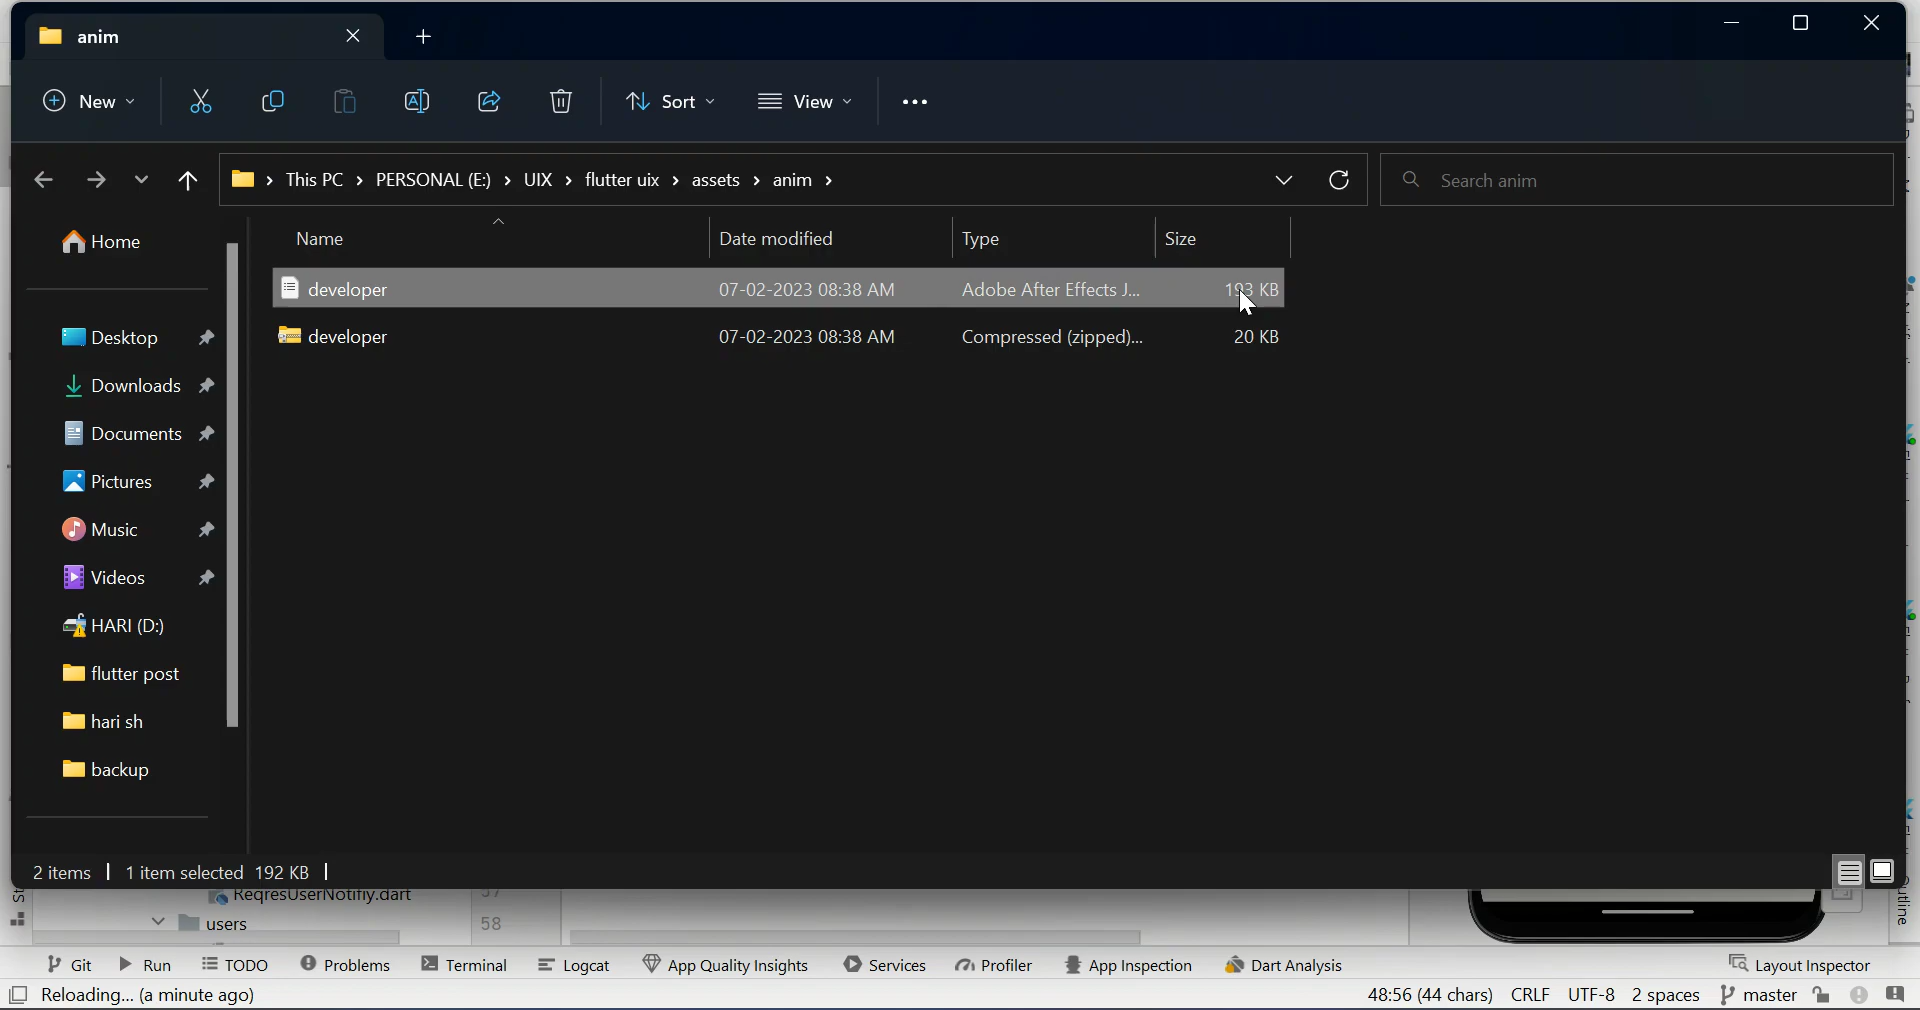 anim
New
Sort
View
This PC › PERSONAL (E:) › UIX › flutter uix › assets › anim ›
Search anim
Name Date modified Type Size
developer 07-02-2023 08:38 AM Adobe After Effects J... 193 KB
developer 07-02-2023 08:38 AM Compressed (zipped)... 20 KB
Home
Desktop
Downloads
Documents
Pictures
Music
Videos
HARI (D:)
flutter post
hari sh
backup
2 items | 1 item selected 192 KB |
ReqresUserNotifiy.dart 57
users 58
Git Run TODO Problems Terminal Logcat App Quality Insights Services Profiler App Inspection Dart Analysis Layout Inspector
Reloading... (a minute ago) 48:56 (44 chars) CRLF UTF-8 2 spaces master